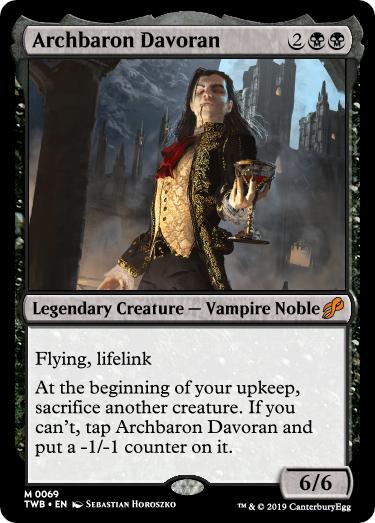 Archbaron Davoran 2
Legendary Creature — Vampire Noble
Flying, lifelink
At the beginning of your upkeep,
sacrifice another creature. If you
can't, tap Archbaron Davoran and
put a -1/-1 counter on it.
6/6
M 0069
TWB • EN Sebastian Horoszko
™ & © 2019 CanterburyEgg